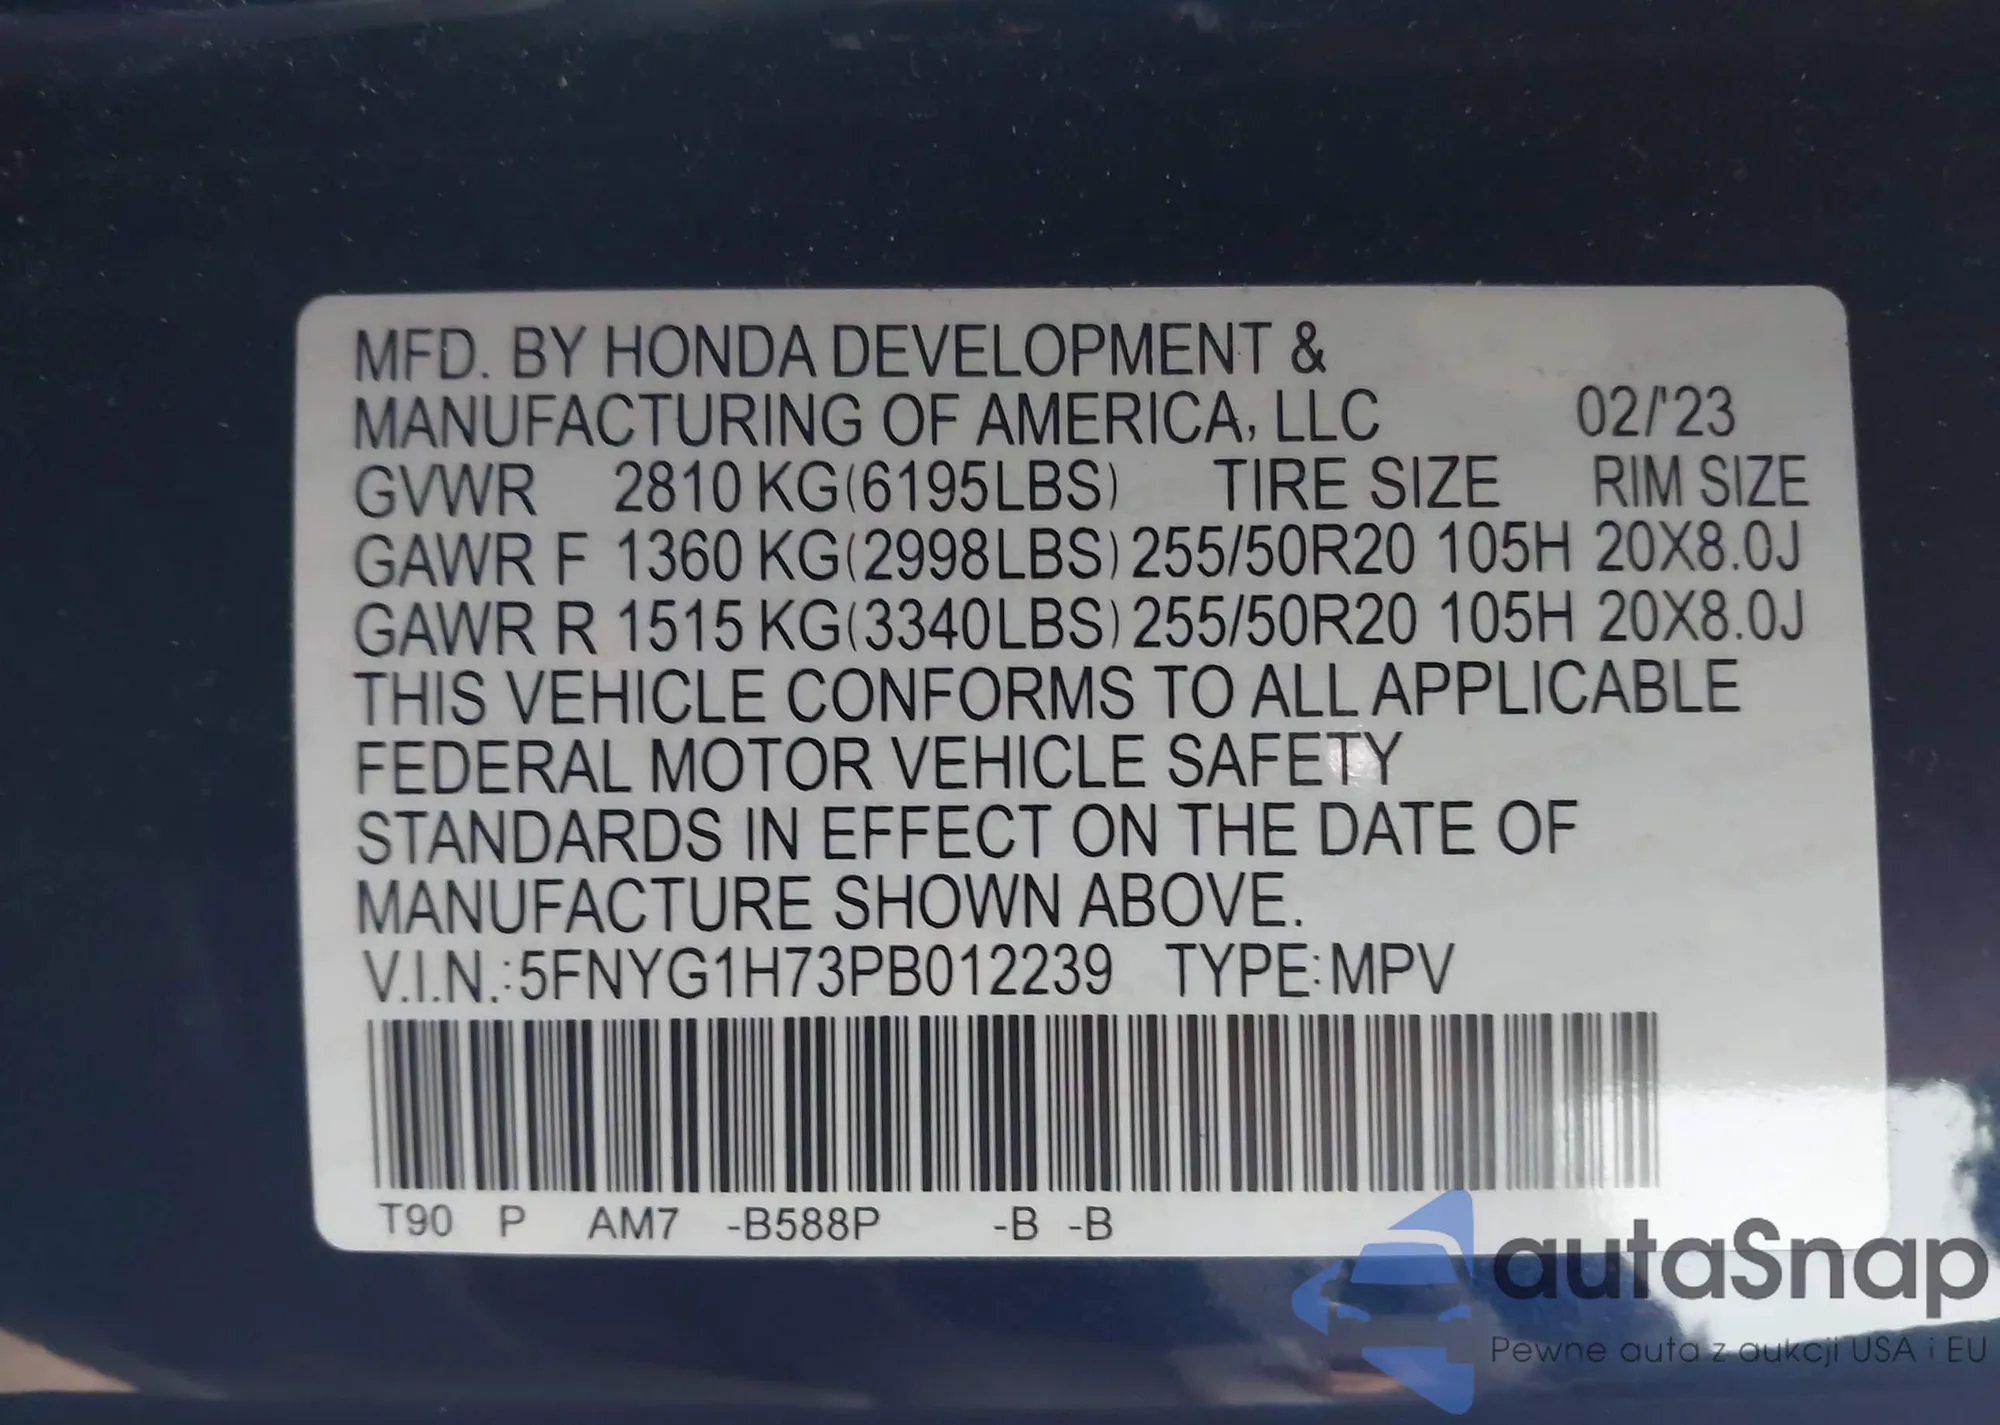 MFD. BY HONDA DEVELOPMENT &
MANUFACTURING OF AMERICA, LLC 02/'23
GVWR 2810 KG(6195LBS) TIRE SIZE RIM SIZE
GAWR F 1360 KG(2998LBS) 255/50R20 105H 20X8.0J
GAWR R 1515 KG(3340LBS) 255/50R20 105H 20X8.0J
THIS VEHICLE CONFORMS TO ALL APPLICABLE
FEDERAL MOTOR VEHICLE SAFETY
STANDARDS IN EFFECT ON THE DATE OF
MANUFACTURE SHOWN ABOVE.
V.I.N.:5FNYG1H73PB012239 TYPE:MPV
T90 P AM7 -B588P -B -B
autaSnap
Pewne auta z aukcji USA i EU